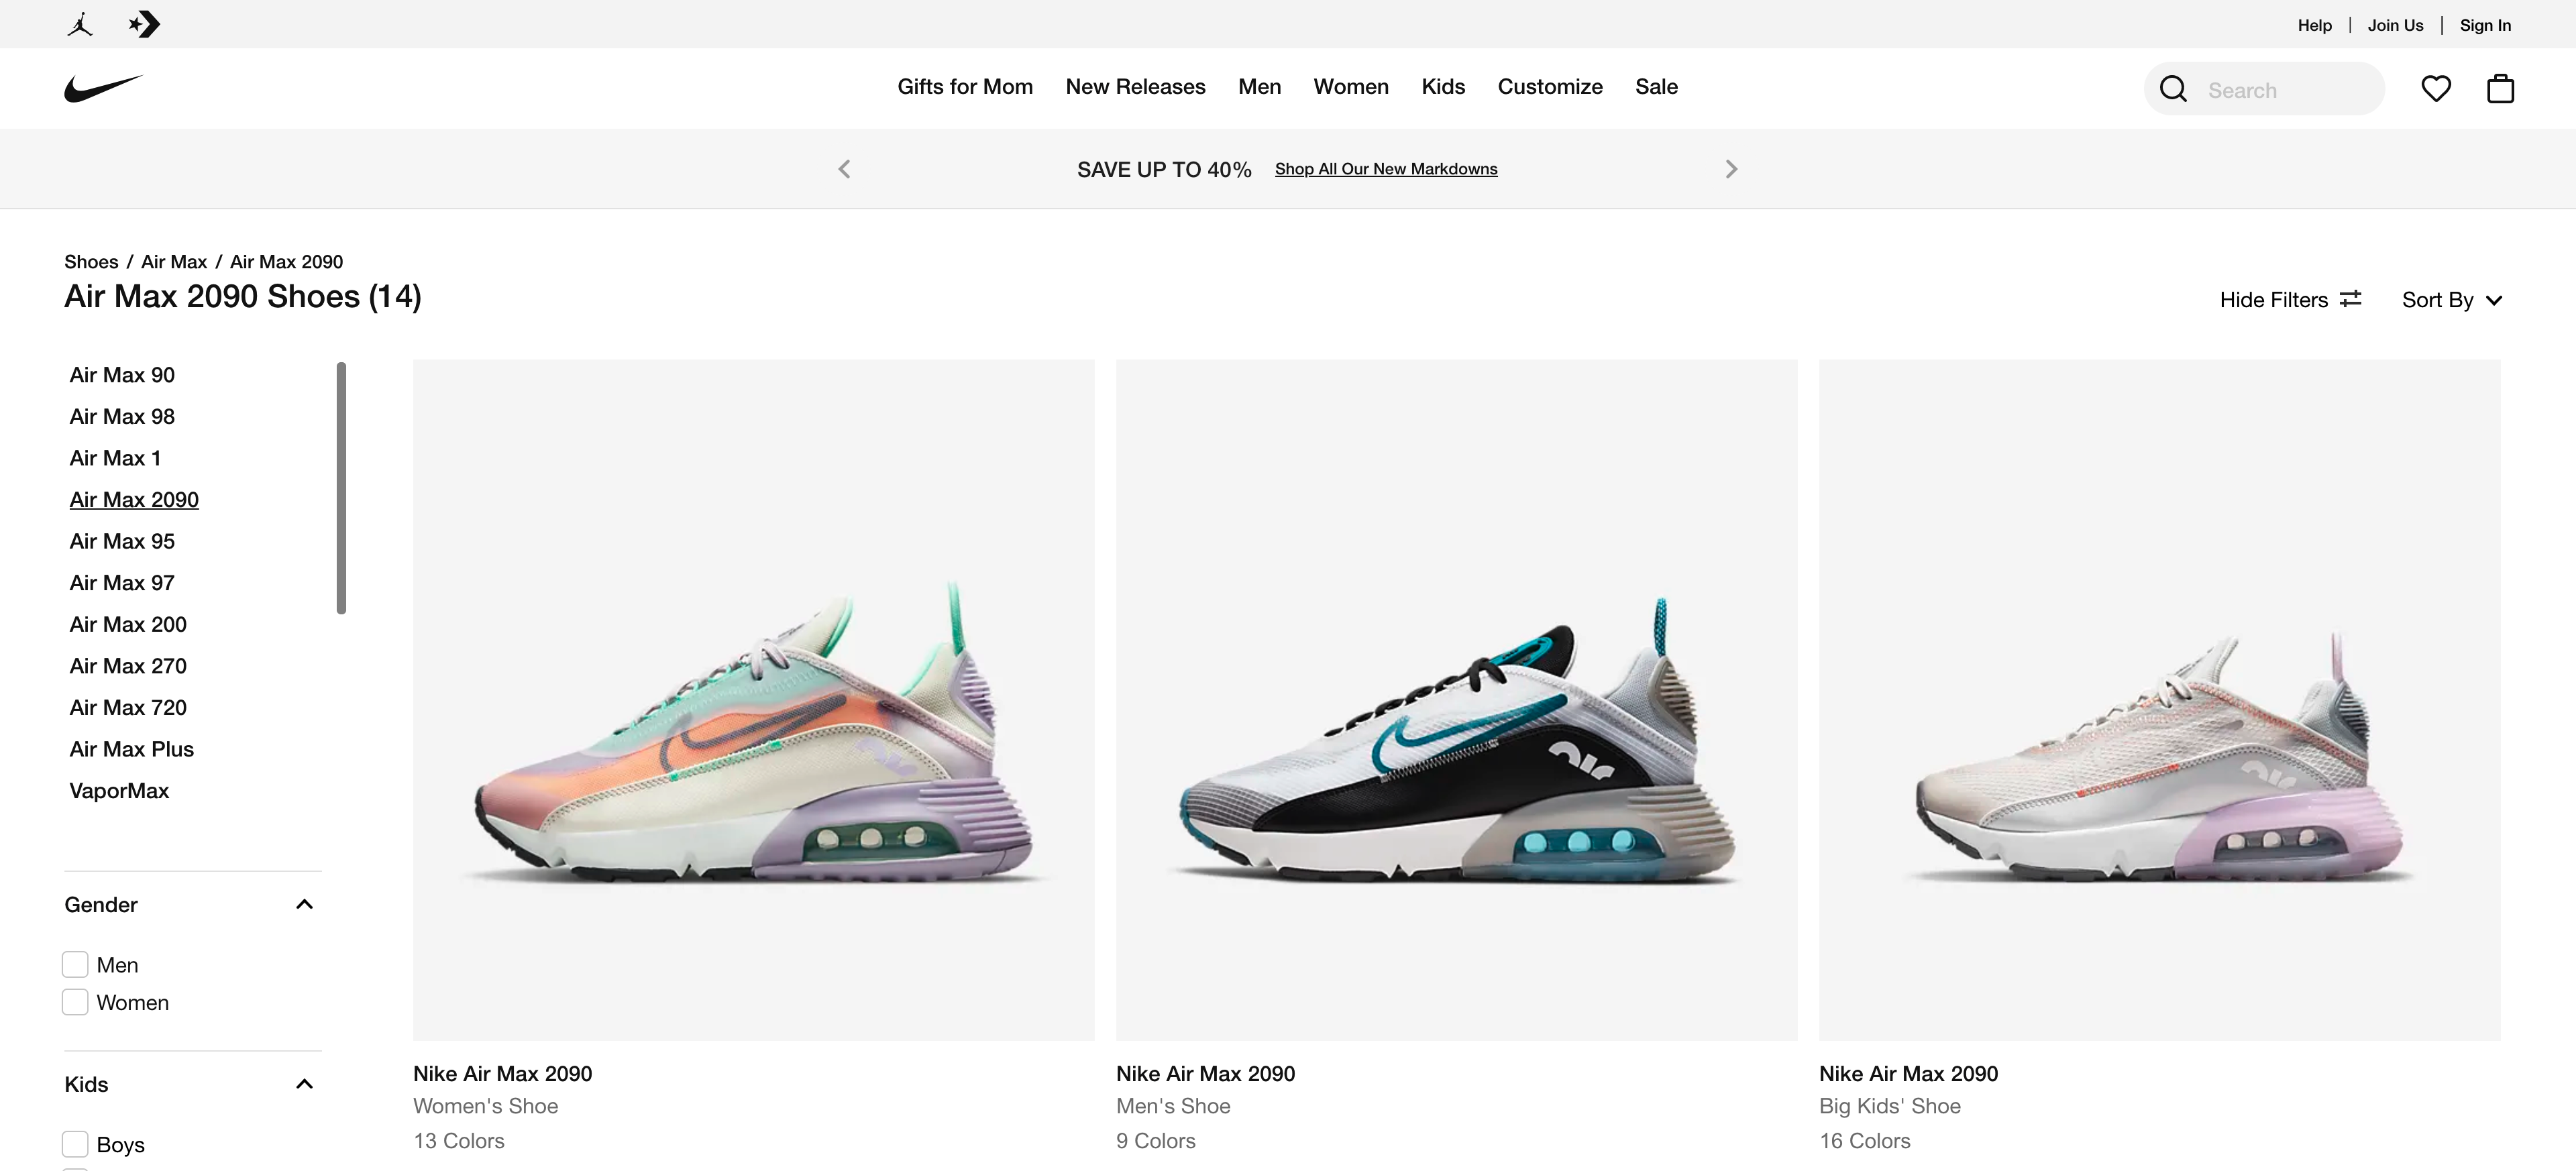 Help | Join Us | Sign In
Gifts for Mom New Releases Men Women Kids Customize Sale
Search
SAVE UP TO 40% Shop All Our New Markdowns
Shoes / Air Max / Air Max 2090
Air Max 2090 Shoes (14)
Hide Filters Sort By
Air Max 90
Air Max 98
Air Max 1
Air Max 2090
Air Max 95
Air Max 97
Air Max 200
Air Max 270
Air Max 720
Air Max Plus
VaporMax
Gender
Men
Women
Kids
Boys
air
air
air
Nike Air Max 2090
Women's Shoe
13 Colors
Nike Air Max 2090
Men's Shoe
9 Colors
Nike Air Max 2090
Big Kids' Shoe
16 Colors